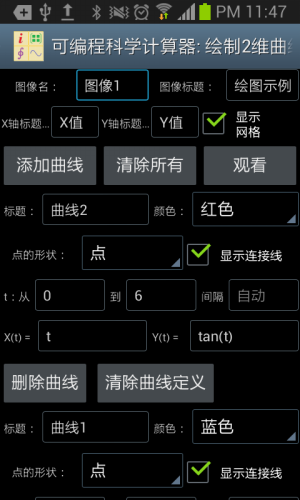 PM 11:47
可编程科学计算器: 绘制2维曲
图像名： 图像1 图像标题： 绘图示例
X轴标题... X值 Y轴标题... Y值 显示网格
添加曲线 清除所有 观看
标题： 曲线2 颜色： 红色
点的形状： 点 显示连接线
t：从 0 到 6 间隔 自动
X(t) = t Y(t) = tan(t)
删除曲线 清除曲线定义
标题： 曲线1 颜色： 蓝色
点的形状： 点 显示连接线